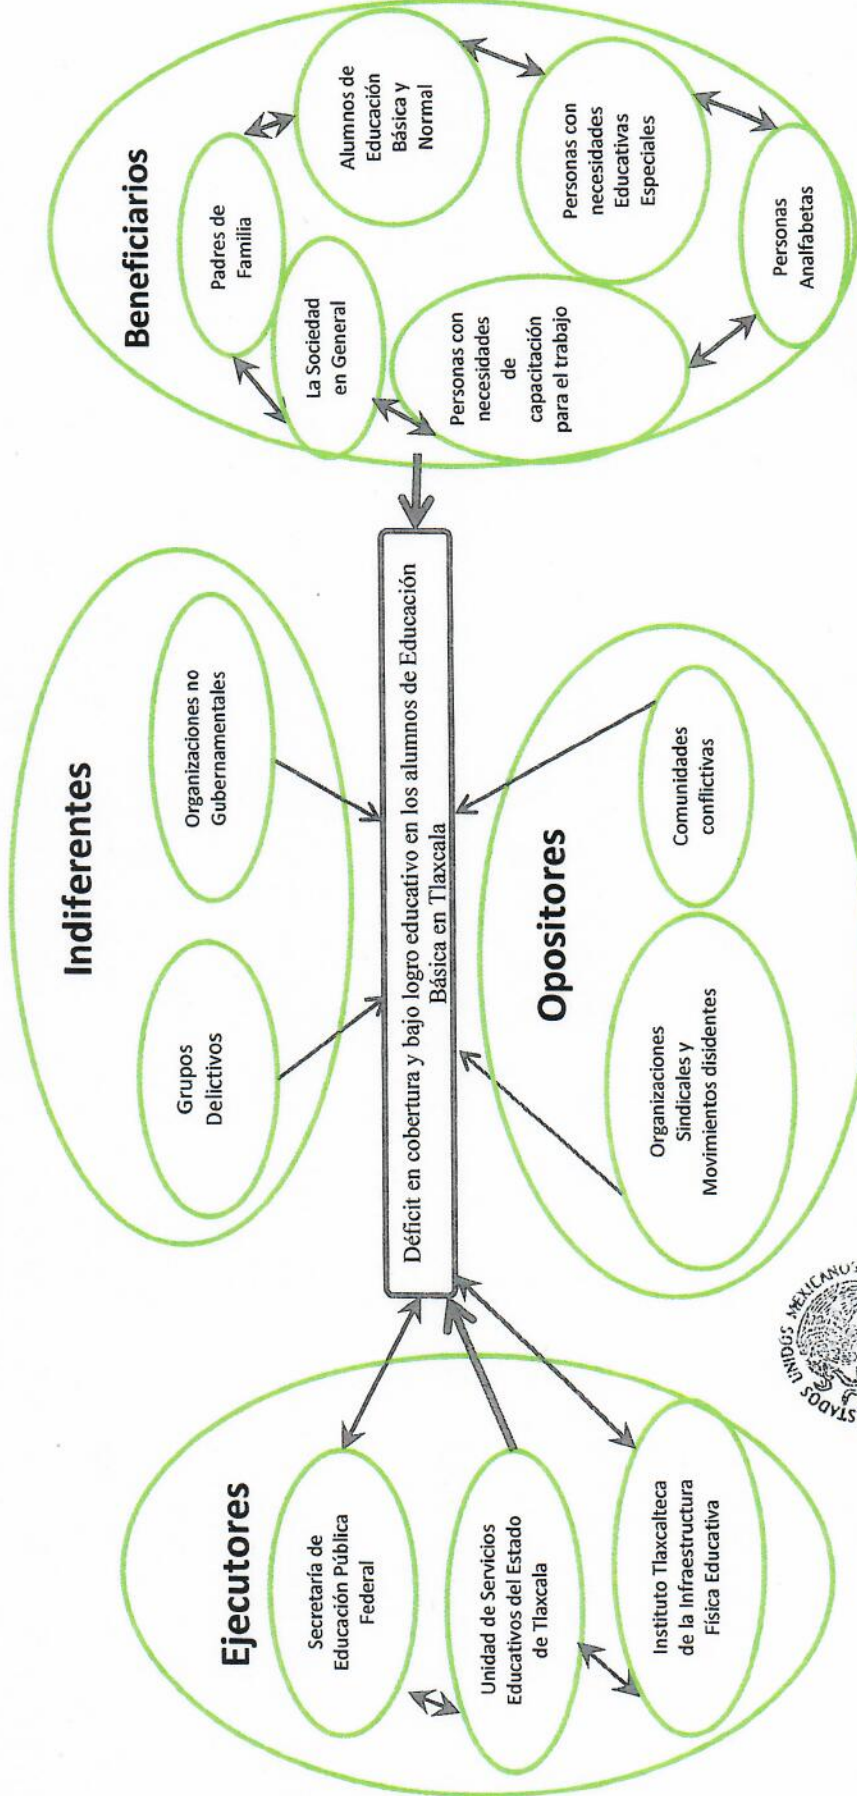 Ejecutores
Secretaría de
Educación Pública
Federal
Unidad de Servicios
Educativos del Estado
de Tlaxcala
Instituto Tlaxcalteca
de la Infraestructura
Física Educativa
Indiferentes
Grupos
Delictivos
Organizaciones no
Gubernamentales
Déficit en cobertura y bajo logro educativo en los alumnos de Educación
Básica en Tlaxcala
Opositores
Organizaciones
Sindicales y
Movimientos disidentes
Comunidades
conflictivas
Beneficiarios
Padres de
Familia
Alumnos de
Educación
Básica y
Normal
La Sociedad
en General
Personas con
necesidades
de
capacitación
para el trabajo
Personas con
necesidades
Educativas
Especiales
Personas
Analfabetas
UNIDOS MEXICANOS